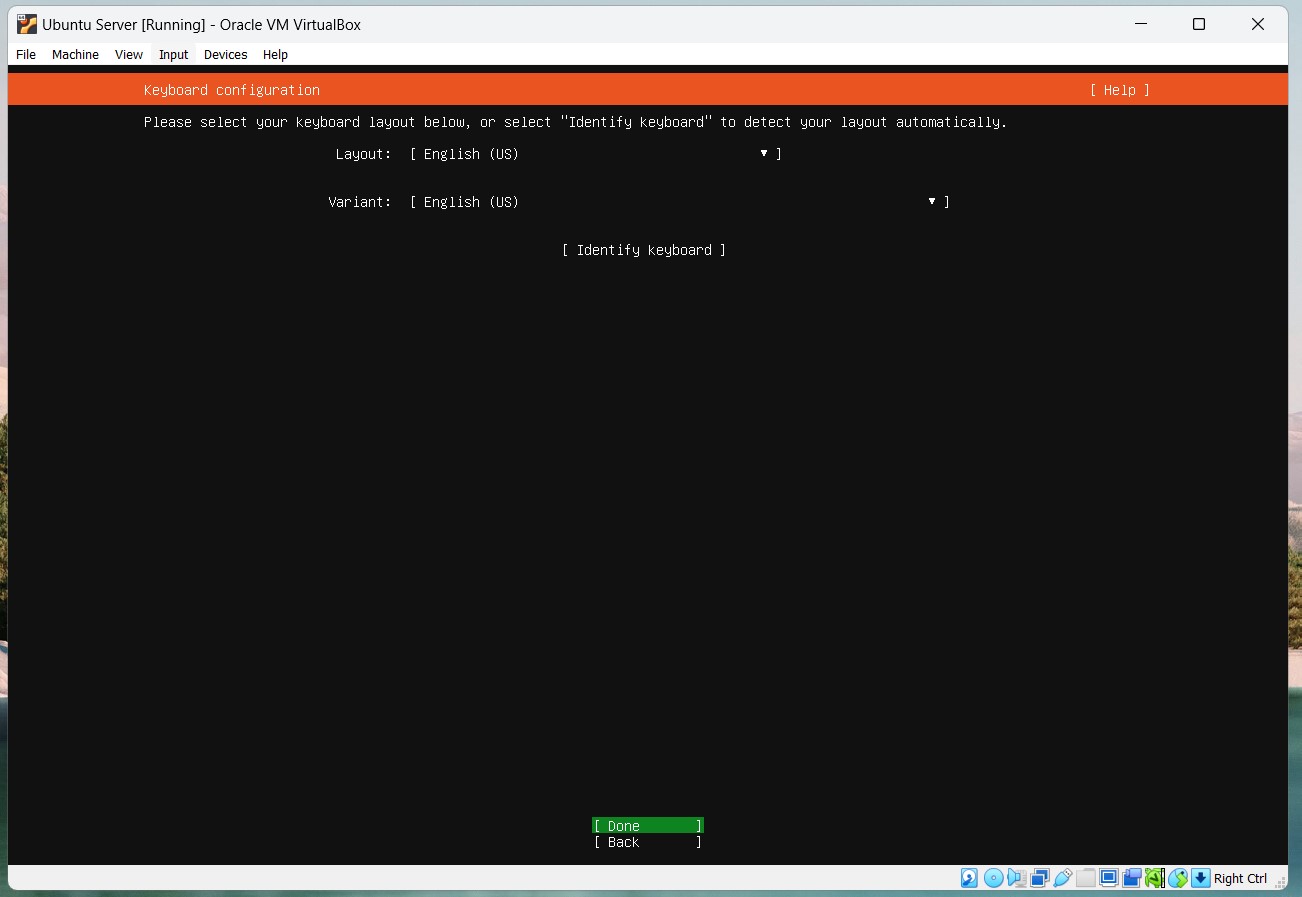 Ubuntu Server [Running] - Oracle VM VirtualBox
File Machine View Input Devices Help
Keyboard configuration [ Help ]
Please select your keyboard layout below, or select "Identify keyboard" to detect your layout automatically.
Layout: [ English (US) ▾ ]
Variant: [ English (US) ▾ ]
[ Identify keyboard ]
[ Done ]
[ Back ]
Right Ctrl